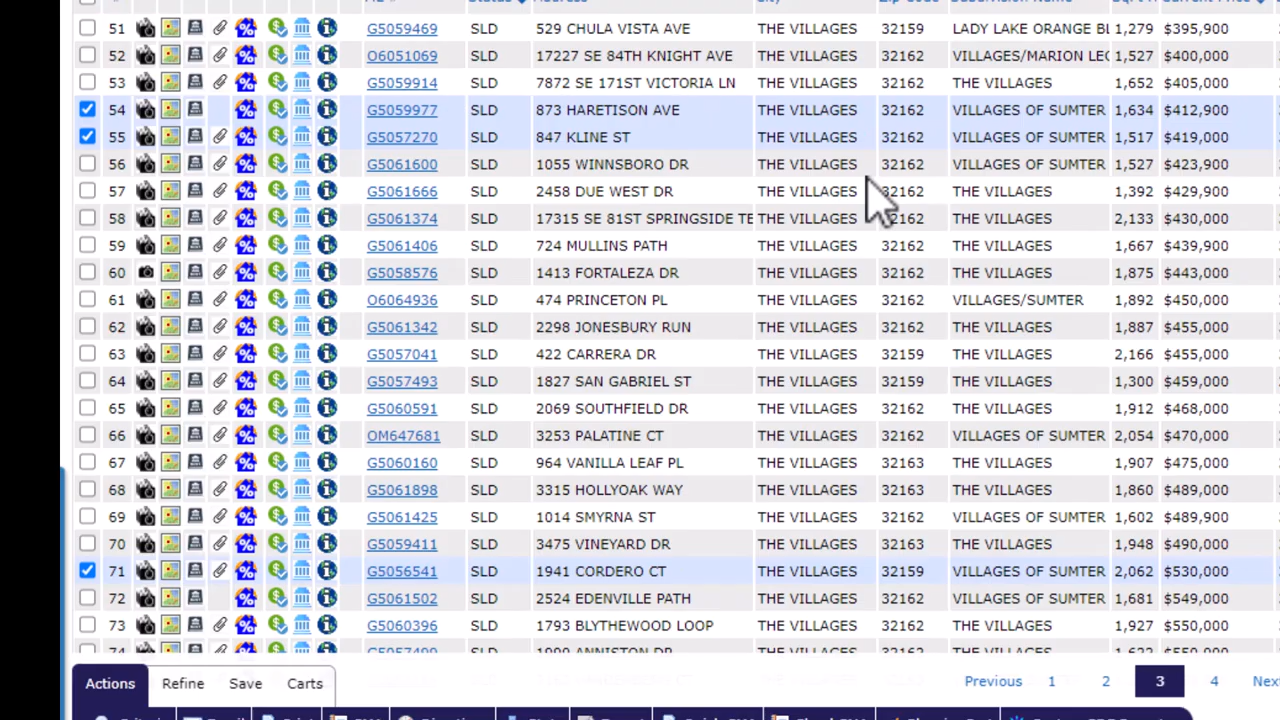 Status Address City Zip Code Subdivision Name Current Price
51 G5059469 SLD 529 CHULA VISTA AVE THE VILLAGES 32159 LADY LAKE ORANGE BL 1,279 $395,900
52 O6051069 SLD 17227 SE 84TH KNIGHT AVE THE VILLAGES 32162 VILLAGES/MARION LEC 1,527 $400,000
53 G5059914 SLD 7872 SE 171ST VICTORIA LN THE VILLAGES 32162 THE VILLAGES 1,652 $405,000
54 G5059977 SLD 873 HARETISON AVE THE VILLAGES 32162 VILLAGES OF SUMTER 1,634 $412,900
55 G5057270 SLD 847 KLINE ST THE VILLAGES 32162 VILLAGES OF SUMTER 1,517 $419,000
56 G5061600 SLD 1055 WINNSBORO DR THE VILLAGES 32162 VILLAGES OF SUMTER 1,527 $423,900
57 G5061666 SLD 2458 DUE WEST DR THE VILLAGES 32162 THE VILLAGES 1,392 $429,900
58 G5061374 SLD 17315 SE 81ST SPRINGSIDE TE THE VILLAGES 32162 THE VILLAGES 2,133 $430,000
59 G5061406 SLD 724 MULLINS PATH THE VILLAGES 32162 THE VILLAGES 1,667 $439,900
60 G5058576 SLD 1413 FORTALEZA DR THE VILLAGES 32162 THE VILLAGES 1,875 $443,000
61 O6064936 SLD 474 PRINCETON PL THE VILLAGES 32162 VILLAGES/SUMTER 1,892 $450,000
62 G5061342 SLD 2298 JONESBURY RUN THE VILLAGES 32162 THE VILLAGES 1,887 $455,000
63 G5057041 SLD 422 CARRERA DR THE VILLAGES 32159 THE VILLAGES 2,166 $455,000
64 G5057493 SLD 1827 SAN GABRIEL ST THE VILLAGES 32159 THE VILLAGES 1,300 $459,000
65 G5060591 SLD 2069 SOUTHFIELD DR THE VILLAGES 32162 THE VILLAGES 1,912 $468,000
66 OM647681 SLD 3253 PALATINE CT THE VILLAGES 32162 VILLAGES OF SUMTER 2,054 $470,000
67 G5060160 SLD 964 VANILLA LEAF PL THE VILLAGES 32163 THE VILLAGES 1,907 $475,000
68 G5061898 SLD 3315 HOLLYOAK WAY THE VILLAGES 32163 THE VILLAGES 1,860 $489,000
69 G5061425 SLD 1014 SMYRNA ST THE VILLAGES 32162 VILLAGES OF SUMTER 1,602 $489,900
70 G5059411 SLD 3475 VINEYARD DR THE VILLAGES 32163 THE VILLAGES 1,948 $490,000
71 G5056541 SLD 1941 CORDERO CT THE VILLAGES 32159 VILLAGES OF SUMTER 2,062 $530,000
72 G5061502 SLD 2524 EDENVILLE PATH THE VILLAGES 32162 VILLAGES OF SUMTER 1,681 $549,000
73 G5060396 SLD 1793 BLYTHEWOOD LOOP THE VILLAGES 32162 THE VILLAGES 1,927 $550,000
Actions Refine Save Carts Previous 1 2 3 4 Nex